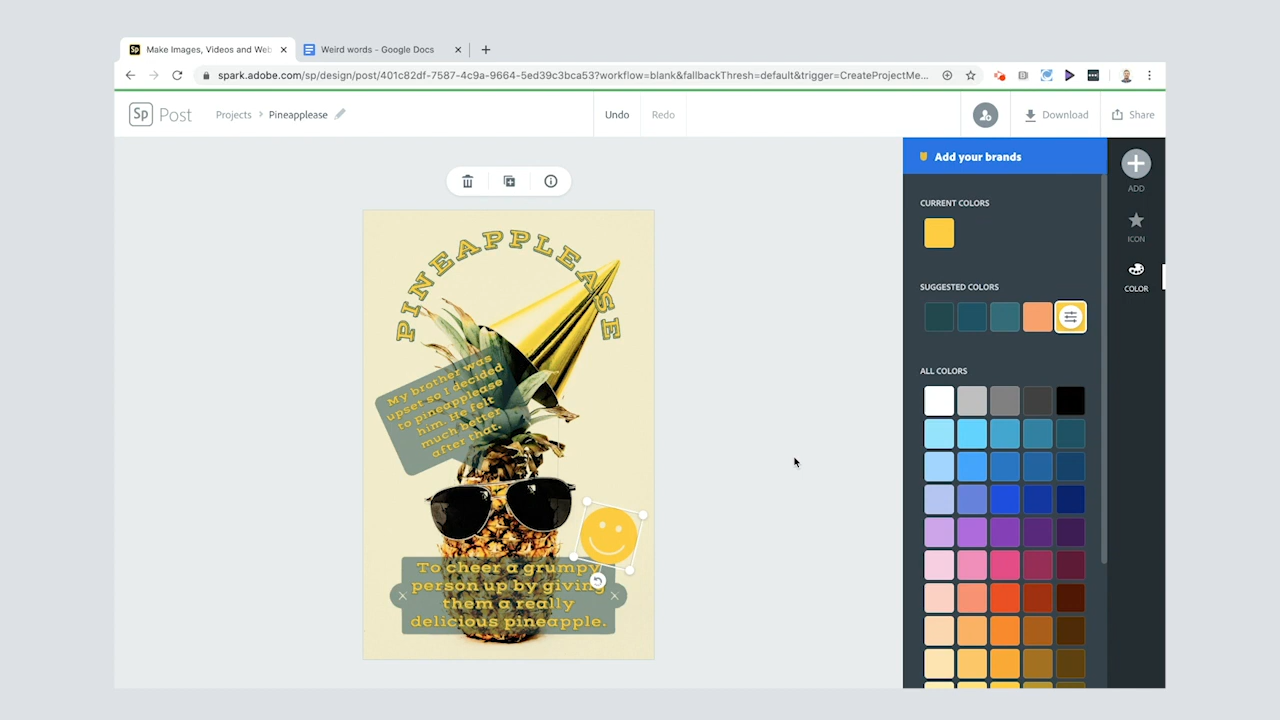 Make Images, Videos and Web
Weird words - Google Docs
spark.adobe.com/sp/design/post/401c82df-7587-4c9a-9664-5ed39c3bca53?workflow=blank&fallbackThresh=default&trigger=CreateProjectMe...
Sp Post
Projects > Pineapplease
Undo
Redo
Download
Share
Add your brands
ADD
CURRENT COLORS
ICON
SUGGESTED COLORS
COLOR
ALL COLORS
PINEAPPLEASE
My brother was
upset so I decided
to pineapplease
him. He felt
much better
after that.
To cheer a grumpy
person up by giving
them a really
delicious pineapple.